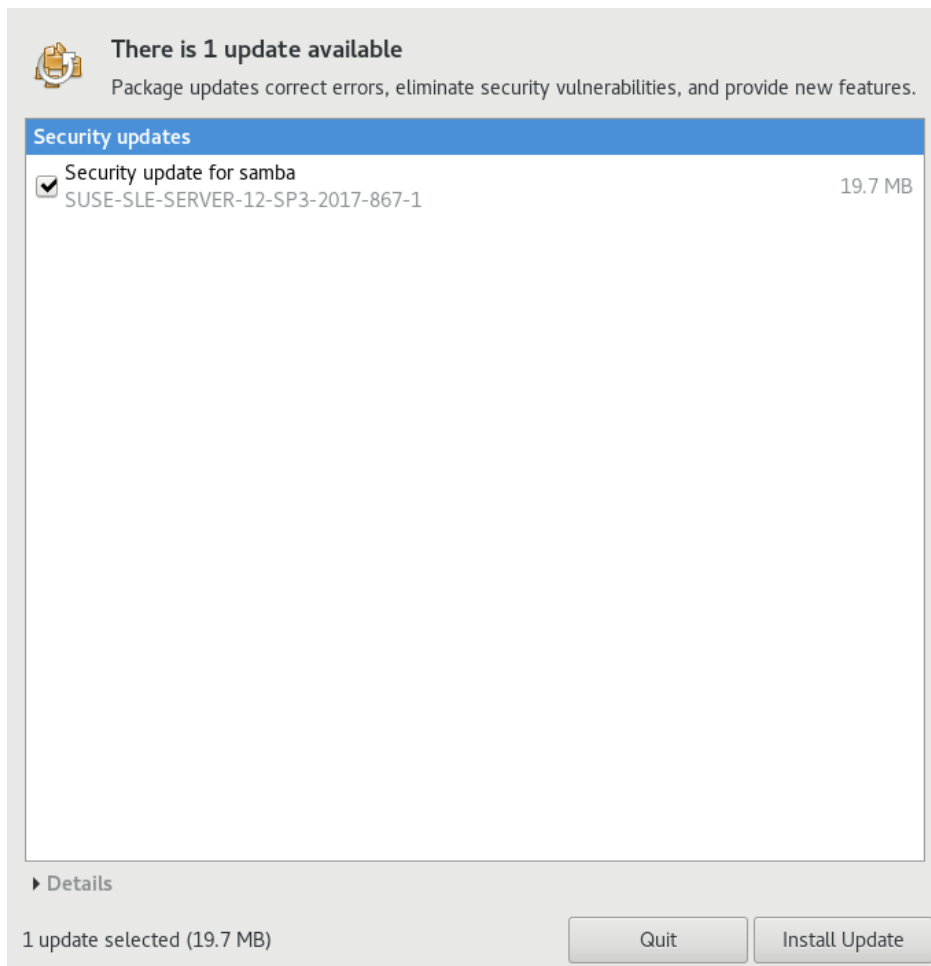 There is 1 update available
Package updates correct errors, eliminate security vulnerabilities, and provide new features.
Security updates
Security update for samba
SUSE-SLE-SERVER-12-SP3-2017-867-1
19.7 MB
Details
1 update selected (19.7 MB)
Quit
Install Update